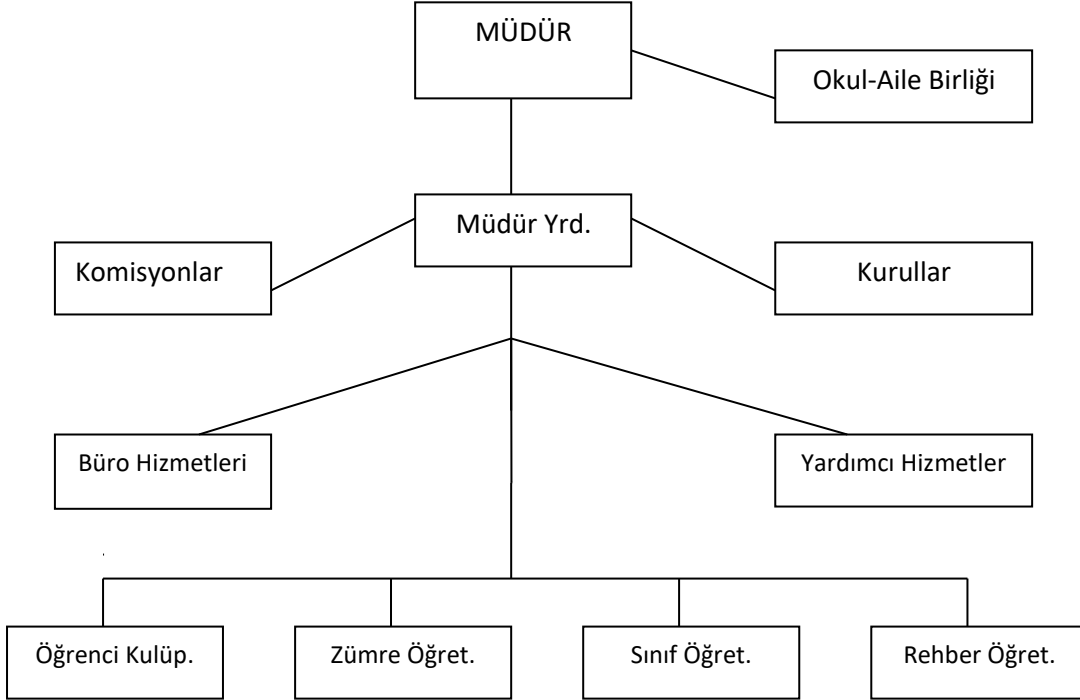 MÜDÜR
Okul-Aile Birliği
Müdür Yrd.
Komisyonlar
Kurullar
Büro Hizmetleri
Yardımcı Hizmetler
Öğrenci Kulüp.
Zümre Öğret.
Sınıf Öğret.
Rehber Öğret.